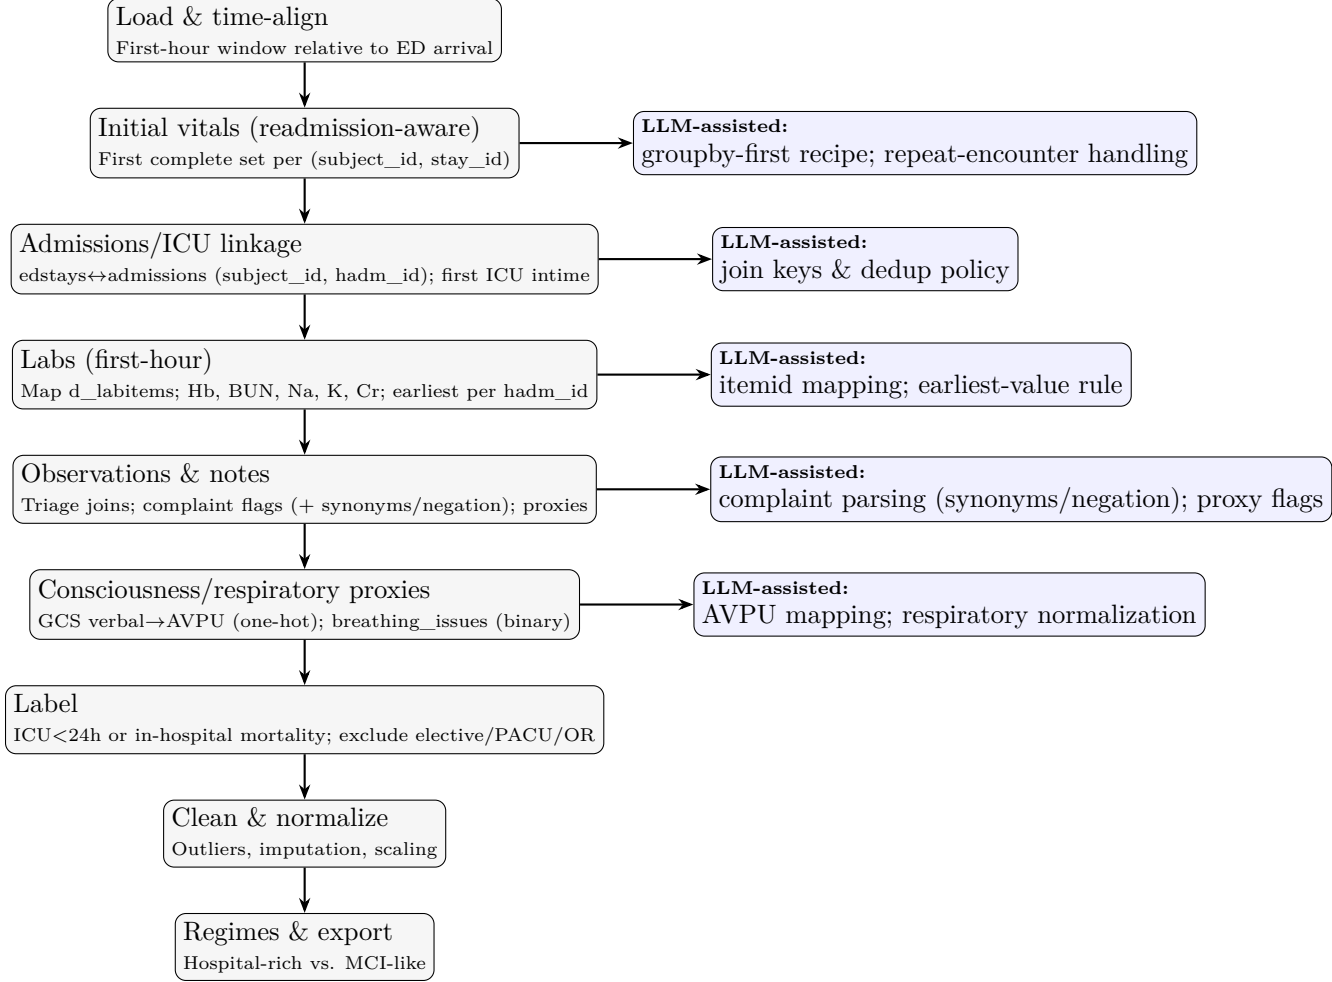 Load & time-align
First-hour window relative to ED arrival
Initial vitals (readmission-aware)
First complete set per (subject_id, stay_id)
LLM-assisted:
groupby-first recipe; repeat-encounter handling
Admissions/ICU linkage
edstays↔admissions (subject_id, hadm_id); first ICU intime
LLM-assisted:
join keys & dedup policy
Labs (first-hour)
Map d_labitems; Hb, BUN, Na, K, Cr; earliest per hadm_id
LLM-assisted:
itemid mapping; earliest-value rule
Observations & notes
Triage joins; complaint flags (+ synonyms/negation); proxies
LLM-assisted:
complaint parsing (synonyms/negation); proxy flags
Consciousness/respiratory proxies
GCS verbal→AVPU (one-hot); breathing_issues (binary)
LLM-assisted:
AVPU mapping; respiratory normalization
Label
ICU<24h or in-hospital mortality; exclude elective/PACU/OR
Clean & normalize
Outliers, imputation, scaling
Regimes & export
Hospital-rich vs. MCI-like